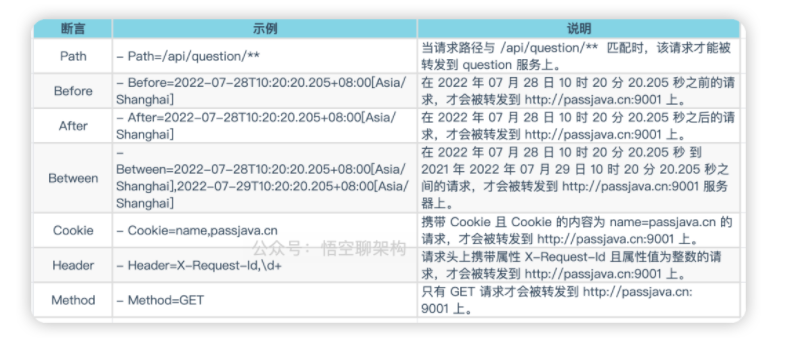 断言 示例 说明
Path - Path=/api/question/** 当请求路径与 /api/question/** 匹配时，该请求才能被
转发到 question 服务上。
Before - Before=2022-07-28T10:20:20.205+08:00[Asia/
Shanghai]
在 2022 年 07 月 28 日 10 时 20 分 20.205 秒之前的请
求，才会被转发到 http://passjava.cn:9001 上。
After - After=2022-07-28T10:20:20.205+08:00[Asia/
Shanghai]
在 2022 年 07 月 28 日 10 时 20 分 20.205 秒之后的请
求，才会被转发到 http://passjava.cn:9001 上。
Between -
Between=2022-07-28T10:20:20.205+08:00[Asia/
Shanghai],2022-07-29T10:20:20.205+08:00[Asia/
Shanghai]
在 2022 年 07 月 28 日 10 时 20 分 20.205 秒 到
2021 年 2022 年 07 月 29 日 10 时 20 分 20.205 秒之
间的请求，才会被转发到 http://passjava.cn:9001 服务
器上。
Cookie - Cookie=name,passjava.cn
携带 Cookie 且 Cookie 的内容为 name=passjava.cn 的
请求，才会被转发到 http://passjava.cn:9001 上。
公众号：悟空聊架构
Header - Header=X-Request-Id,\d+
请求头上携带属性 X-Request-Id 且属性值为整数的请
求，才会被转发到 http://passjava.cn:9001 上。
Method - Method=GET
只有 GET 请求才会被转发到 http://passjava.cn:
9001 上。